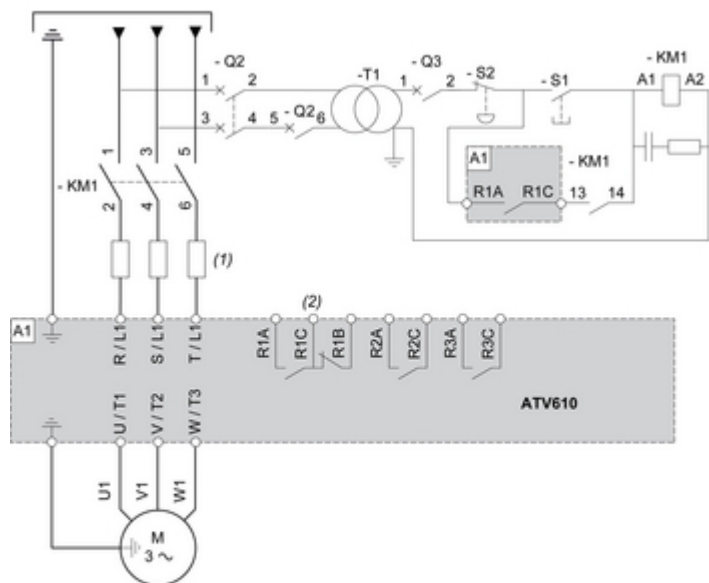 - Q2
1
2
3
4
5
- Q2
6
-T1
1
- Q3
2
- S2
- S1
- KM1
A1
A2
A1
R1A
R1C
- KM1
13
14
- KM1
1
2
3
4
5
6
(1)
(2)
A1
R / L1
S / L1
T / L1
R1A
R1C
R1B
R2A
R2C
R3A
R3C
U / T1
V / T2
W / T3
ATV610
U1
V1
W1
M
3 ~